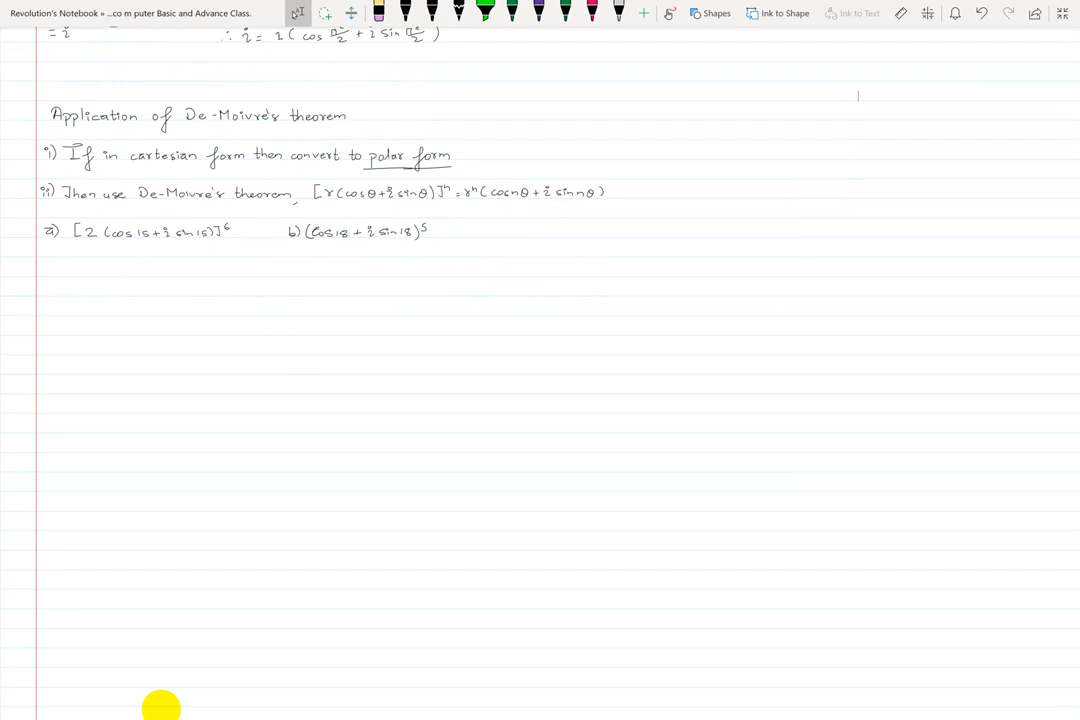 Revolution's Notebook » ...co m puter Basic and Advance Class.
Shapes
Ink to Shape
Ink to Text
= i
∴ i = 1 ( cos π/2 + i sin π/2 )
Application of De-Moivre's theorem
i) If in cartesian form then convert to polar form
ii) Then use De-Moivre's theorem, [r(cosθ+i sinθ)]ⁿ = rⁿ(cosnθ + i sin nθ)
a) [2 (cos 15 + i sin 15)]⁶
b) (cos 18 + i sin 18)⁵